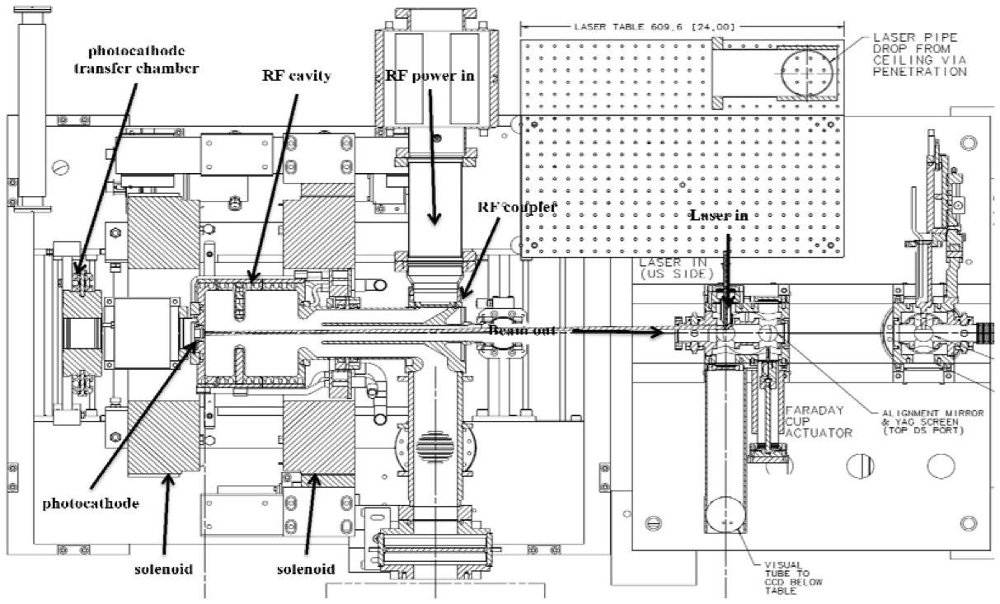 LASER TABLE 609.6 [24.00]
LASER PIPE
DROP FROM
CEILING VIA
PENETRATION
photocathode
transfer chamber
RF cavity
RF power in
RF coupler
Laser in
LASER IN
(US SIDE)
Beam out
FARADAY
CUP
ACTUATOR
ALIGNMENT MIRROR
& YAG SCREEN
(TOP DS PORT)
photocathode
solenoid
solenoid
VISUAL
TUBE TO
CCD BELOW
TABLE